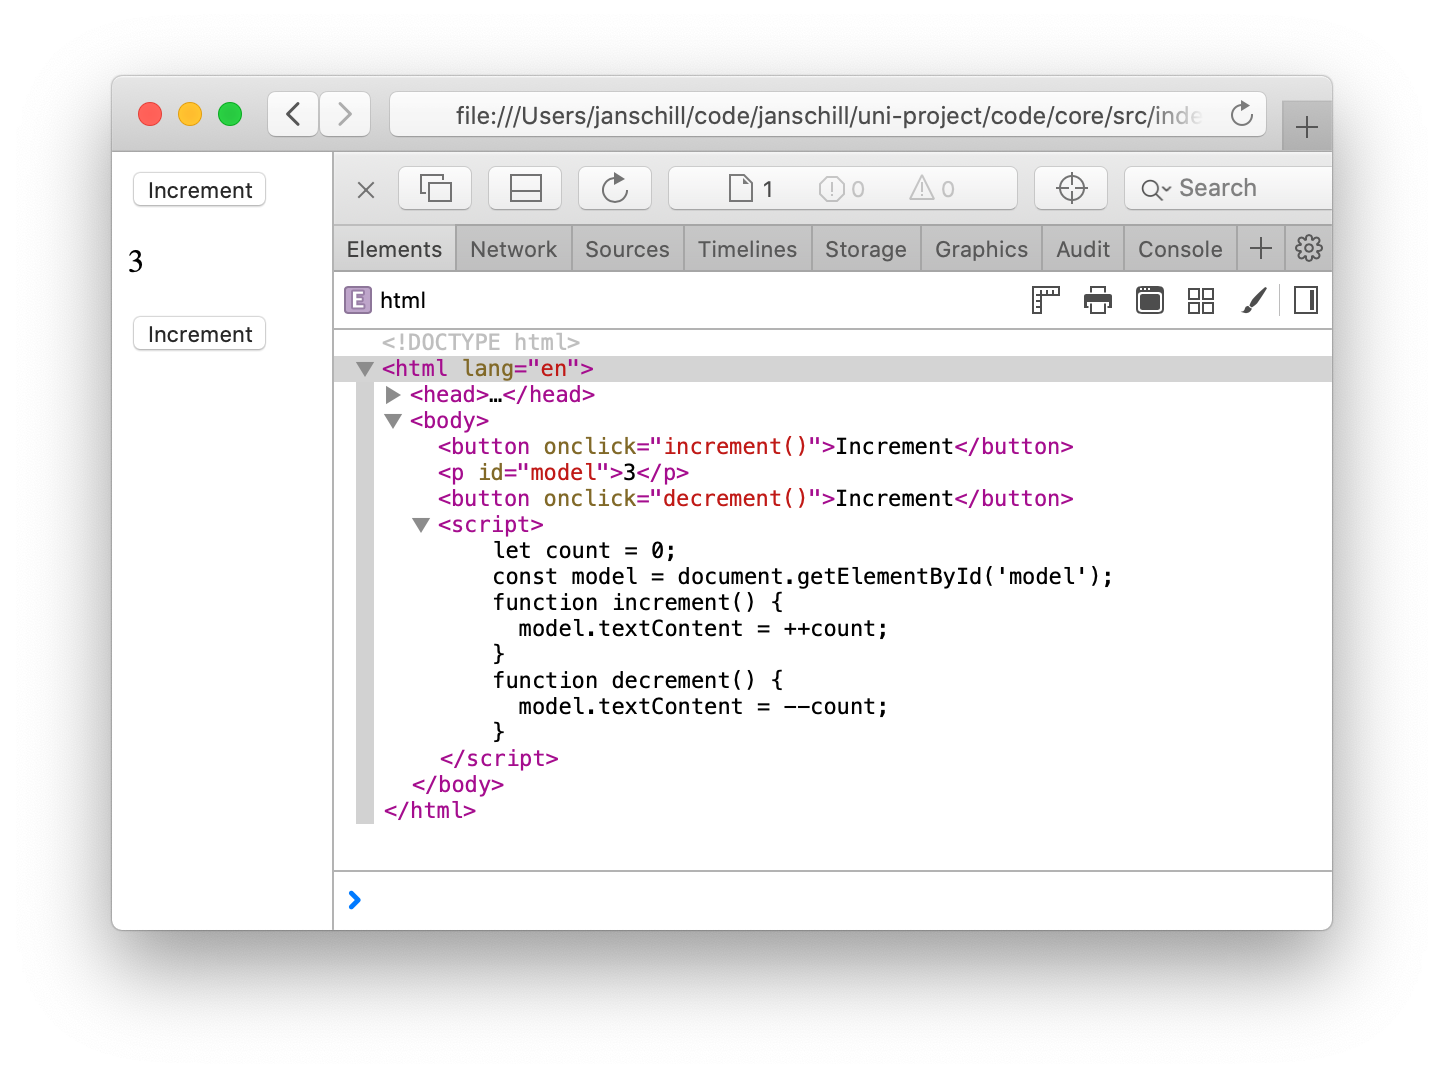 file:///Users/janschill/code/janschill/uni-project/code/core/src/inde
Increment
3
Increment
1 0 0 Search
Elements Network Sources Timelines Storage Graphics Audit Console
E html
<!DOCTYPE html>
<html lang="en">
<head>…</head>
<body>
<button onclick="increment()">Increment</button>
<p id="model">3</p>
<button onclick="decrement()">Increment</button>
<script>
let count = 0;
const model = document.getElementById('model');
function increment() {
model.textContent = ++count;
}
function decrement() {
model.textContent = --count;
}
</script>
</body>
</html>